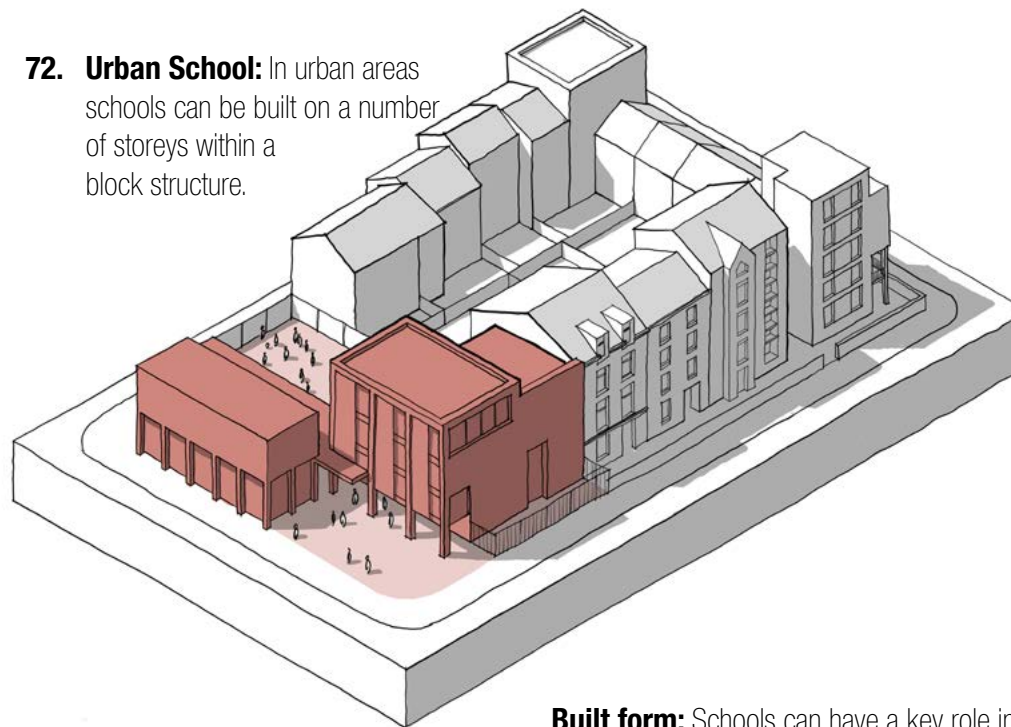 72. Urban School: In urban areas
schools can be built on a number
of storeys within a
block structure.
Built form: Schools can have a key role in